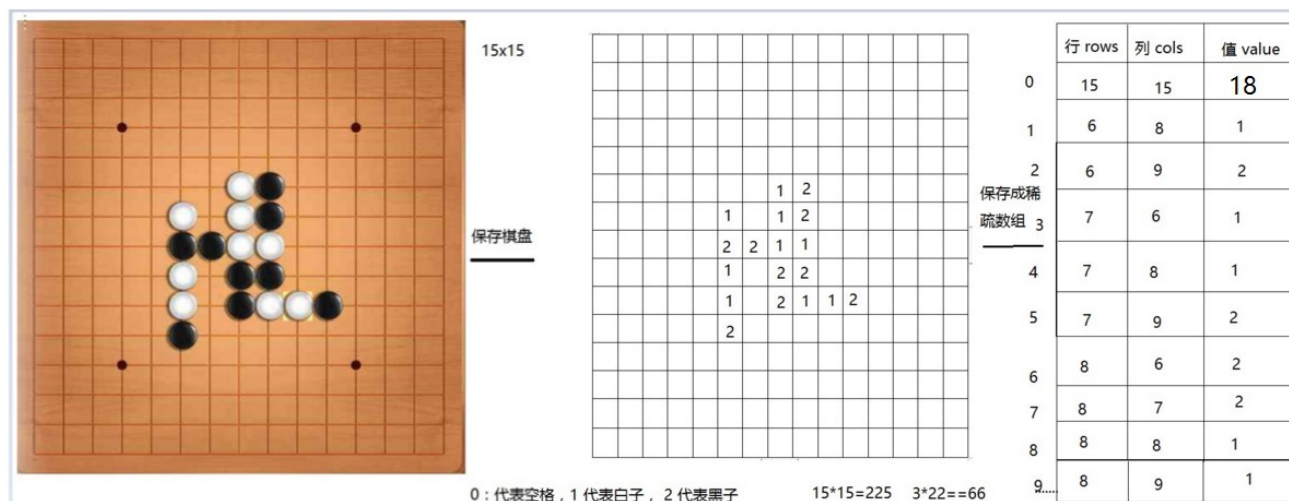 15x15
保存棋盘
1 2
1 1 2
2 2 1 1
1 2 2
1 2 1 1 2
2
保存成稀
疏数组
行 rows 列 cols 值 value
0 15 15 18
1 6 8 1
2 6 9 2
3 7 6 1
4 7 8 1
5 7 9 2
6 8 6 2
7 8 7 2
8 8 8 1
9...... 8 9 1
0：代表空格，1 代表白子， 2 代表黑子 15*15=225 3*22==66